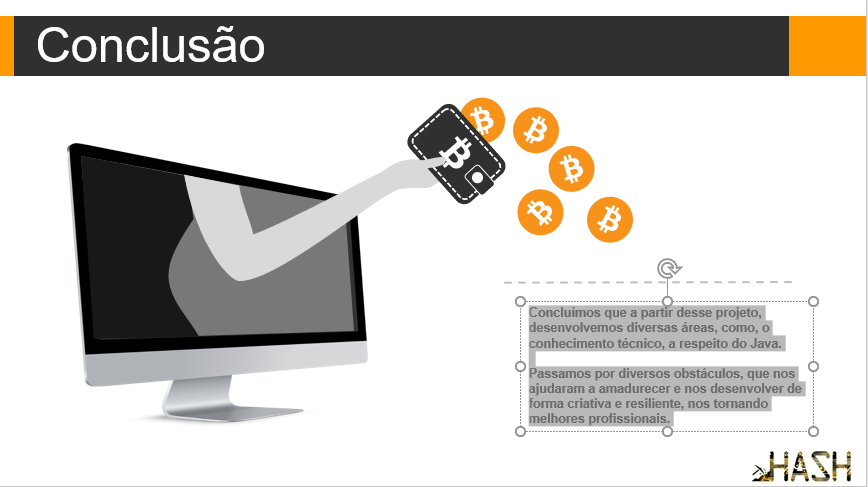 Conclusão
Concluímos que a partir desse projeto,
desenvolvemos diversas áreas, como, o
conhecimento técnico, a respeito do Java.
Passamos por diversos obstáculos, que nos
ajudaram a amadurecer e nos desenvolver de
forma criativa e resiliente, nos tornando
melhores profissionais.
HASH